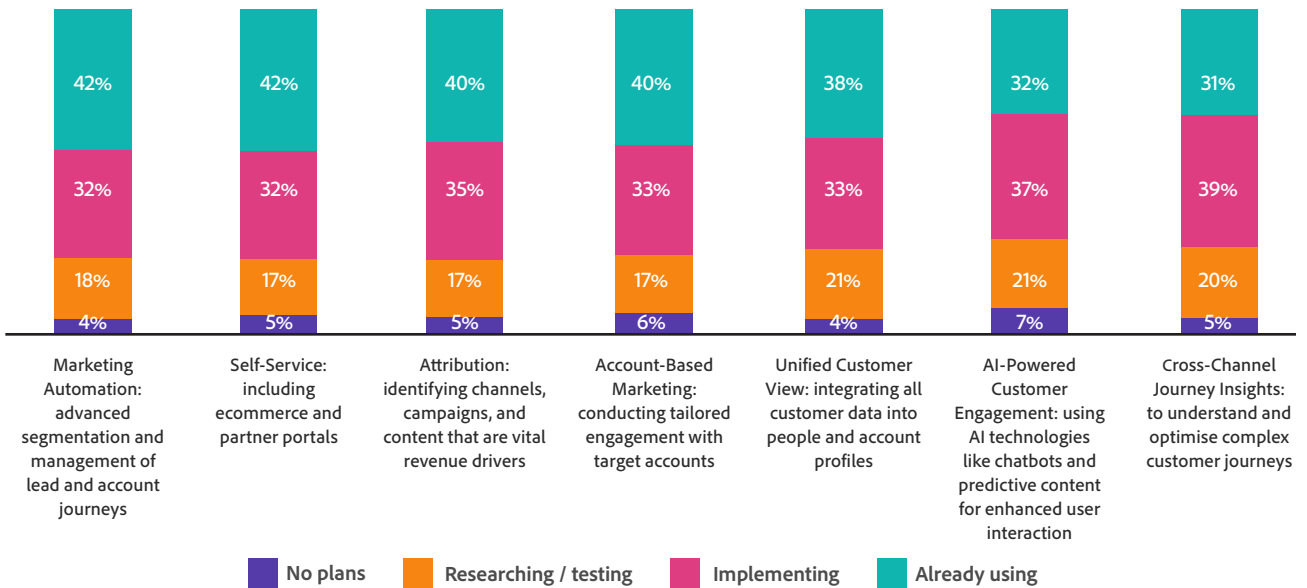 42%
42%
40%
40%
38%
32%
31%
32%
32%
35%
33%
33%
37%
39%
18%
17%
17%
17%
21%
21%
20%
4%
5%
5%
6%
4%
7%
5%
Marketing
Automation:
advanced
segmentation and
management of
lead and account
journeys
Self-Service:
including
ecommerce and
partner portals
Attribution:
identifying channels,
campaigns, and
content that are vital
revenue drivers
Account-Based
Marketing:
conducting tailored
engagement with
target accounts
Unified Customer
View: integrating all
customer data into
people and account
profiles
AI-Powered
Customer
Engagement: using
AI technologies
like chatbots and
predictive content
for enhanced user
interaction
Cross-Channel
Journey Insights:
to understand and
optimise complex
customer journeys
No plans
Researching / testing
Implementing
Already using